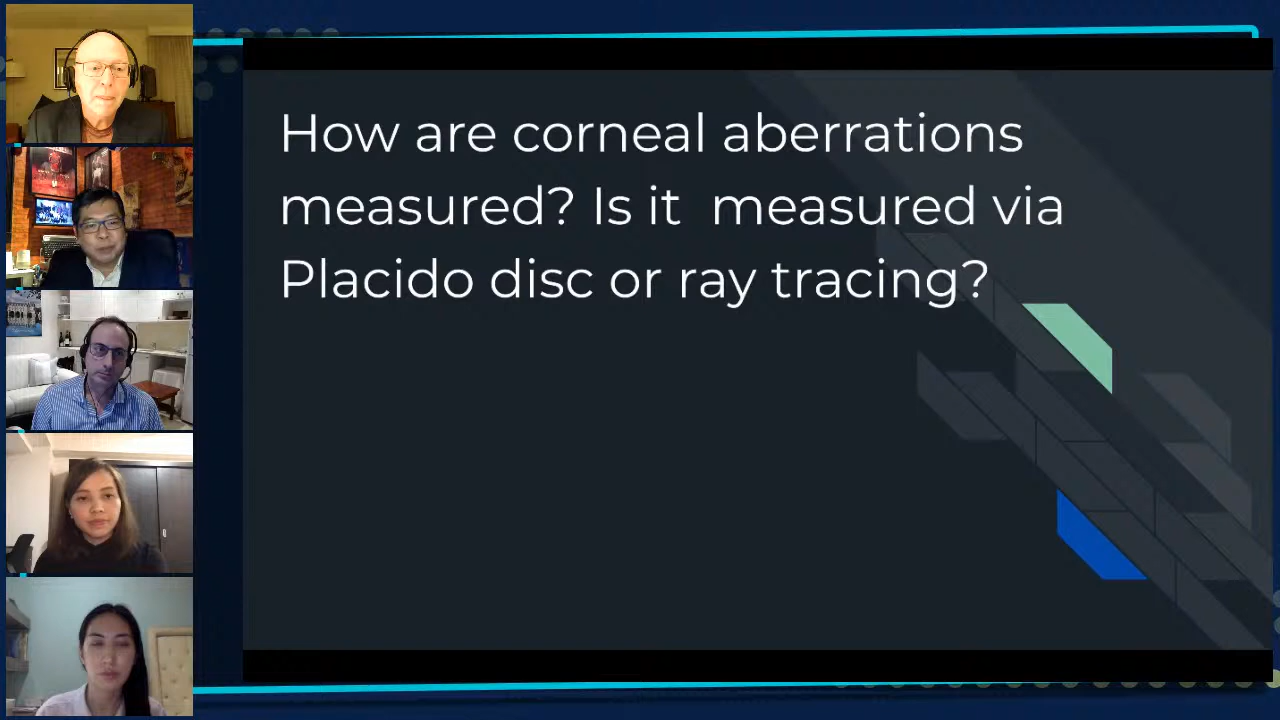 How are corneal aberrations
measured? Is it  measured via
Placido disc or ray tracing?